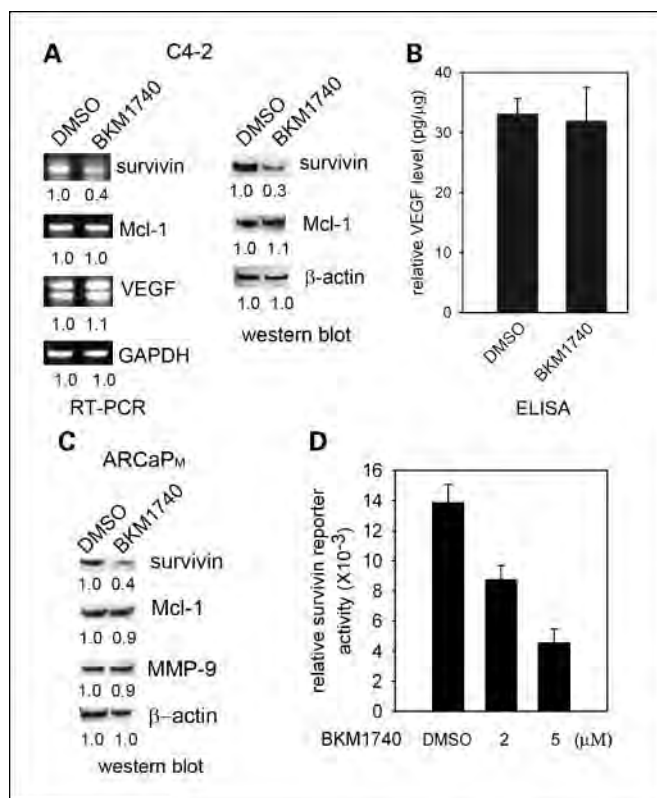 A
C4-2
DMSO
BKM1740
survivin
1.0 0.4
Mcl-1
1.0 1.0
VEGF
1.0 1.1
GAPDH
1.0 1.0
RT-PCR
DMSO
BKM1740
survivin
1.0 0.3
Mcl-1
1.0 1.1
β-actin
1.0 1.0
western blot
B
relative VEGF level (pg/μg)
40
30
20
10
0
DMSO
BKM1740
ELISA
C
ARCaPM
DMSO
BKM1740
survivin
1.0 0.4
Mcl-1
1.0 0.9
MMP-9
1.0 0.9
β-actin
1.0 1.0
western blot
D
relative survivin reporter
activity (X10-3)
16
14
12
10
8
6
4
2
0
BKM1740 DMSO 2 5 (μM)